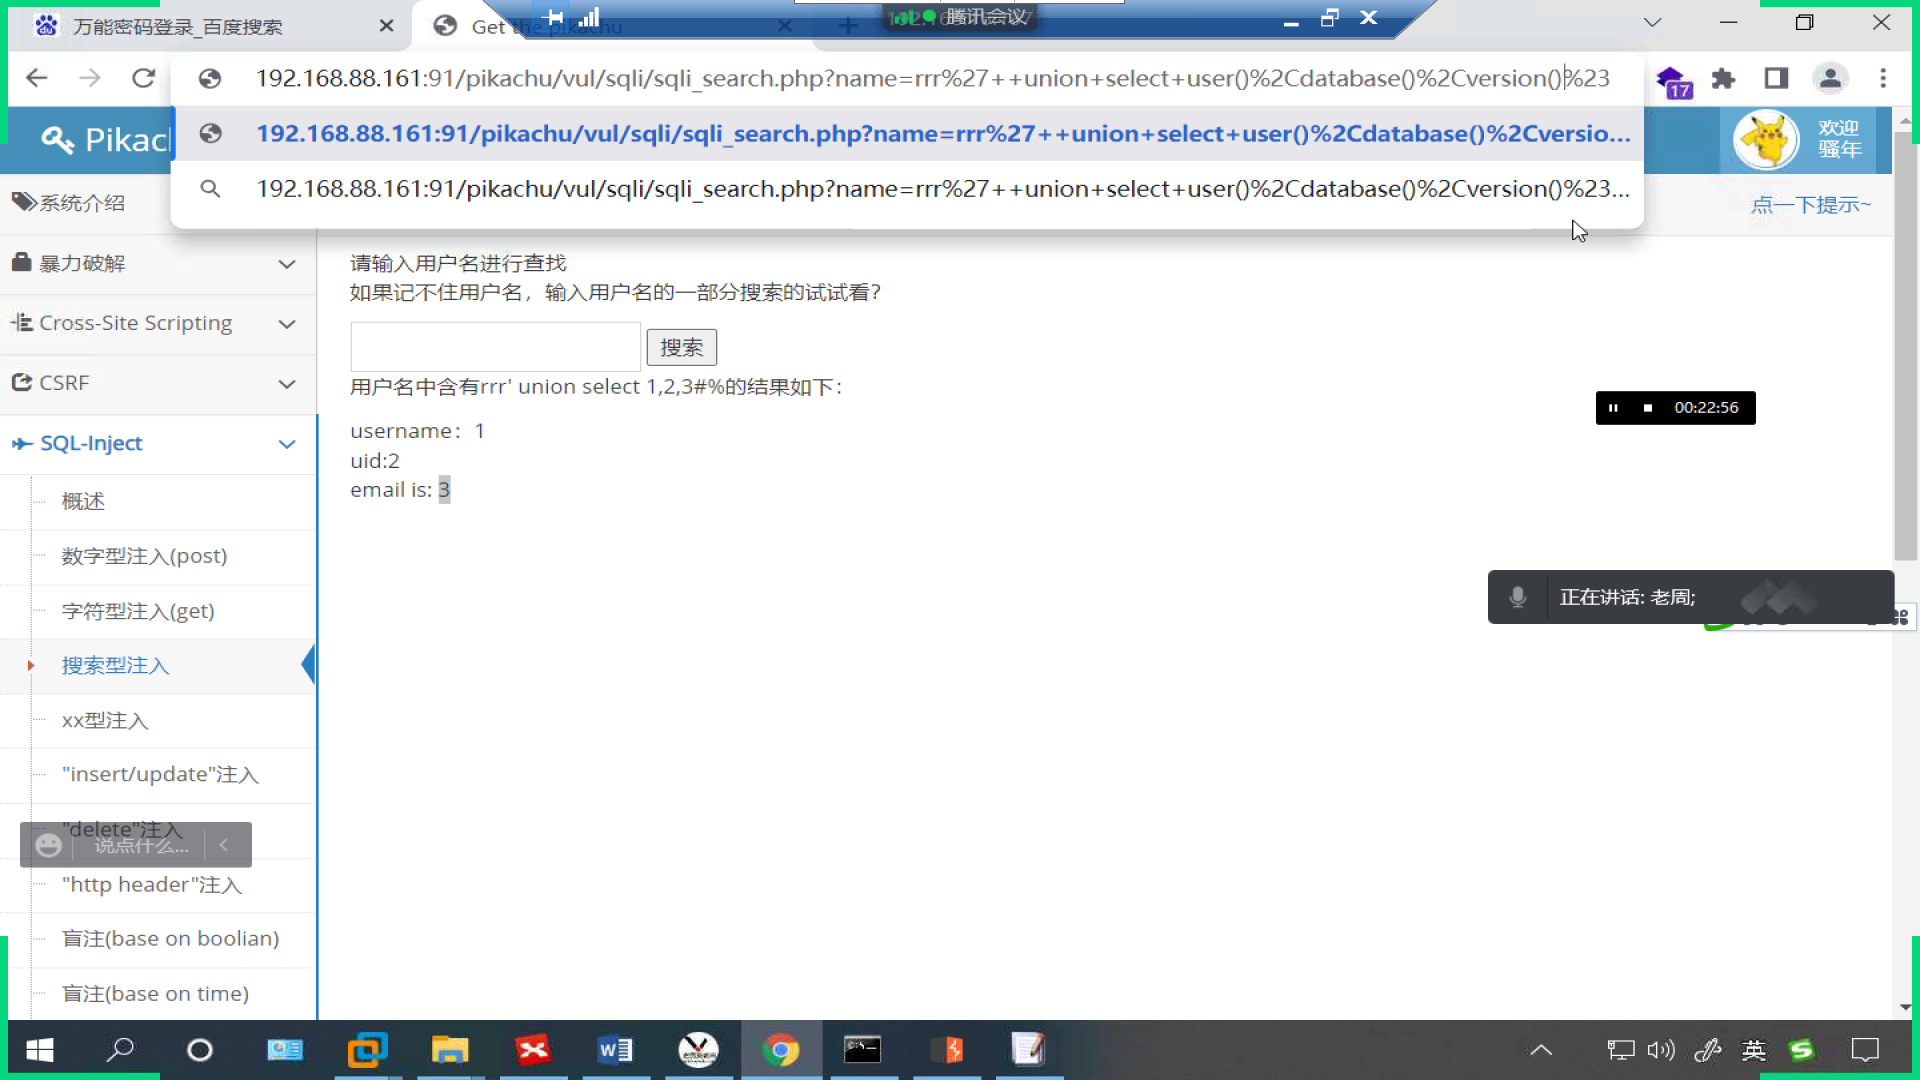 万能密码登录_百度搜索
Get the pikachu
腾讯会议
192.168.88.161:91/pikachu/vul/sqli/sqli_search.php?name=rrr%27++union+select+user()%2Cdatabase()%2Cversion()%23
17
192.168.88.161:91/pikachu/vul/sqli/sqli_search.php?name=rrr%27++union+select+user()%2Cdatabase()%2Cversio...
192.168.88.161:91/pikachu/vul/sqli/sqli_search.php?name=rrr%27++union+select+user()%2Cdatabase()%2Cversion()%23...
欢迎
骚年
系统介绍
点一下提示~
暴力破解
Cross-Site Scripting
CSRF
SQL-Inject
概述
数字型注入(post)
字符型注入(get)
搜索型注入
xx型注入
"insert/update"注入
"delete"注入
说点什么...
"http header"注入
盲注(base on boolian)
盲注(base on time)
请输入用户名进行查找
如果记不住用户名，输入用户名的一部分搜索的试试看？
搜索
用户名中含有rrr' union select 1,2,3#%的结果如下：
username：1
uid:2
email is: 3
00:22:56
正在讲话: 老周;
英